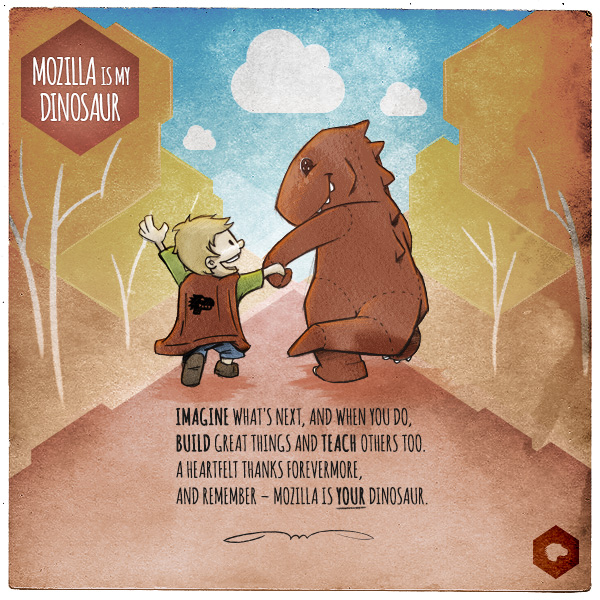 MOZILLA IS MY
DINOSAUR
IMAGINE WHAT'S NEXT, AND WHEN YOU DO,
BUILD GREAT THINGS AND TEACH OTHERS TOO.
A HEARTFELT THANKS FOREVERMORE,
AND REMEMBER – MOZILLA IS YOUR DINOSAUR.